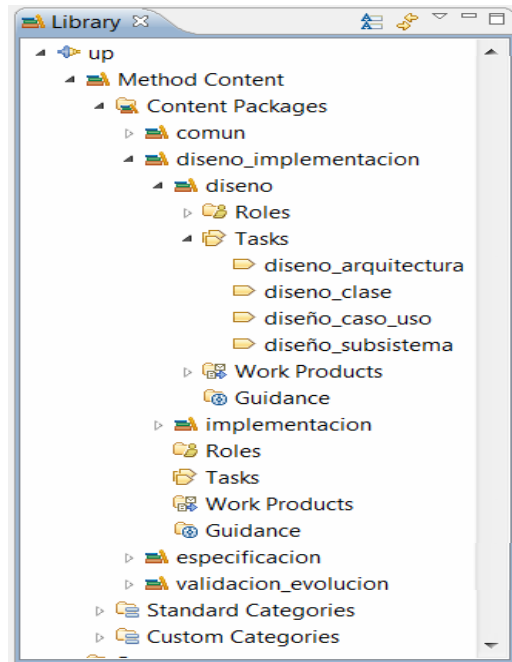 Library
up
Method Content
Content Packages
comun
diseno_implementacion
diseno
Roles
Tasks
diseno_arquitectura
diseno_clase
diseño_caso_uso
diseño_subsistema
Work Products
Guidance
implementacion
Roles
Tasks
Work Products
Guidance
especificacion
validacion_evolucion
Standard Categories
Custom Categories